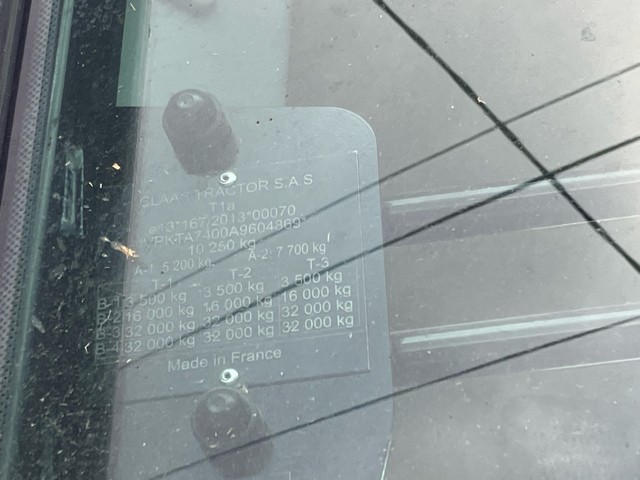 CLAAS TRACTOR S.A.S
T1a
e13*167/2013*00070
VPKTA7400A9604869
10 250 kg
A-1: 5 200 kg A-2: 7 700 kg
T-1 T-2 T-3
B-1 3 500 kg 3 500 kg 3 500 kg
B-2 16 000 kg 16 000 kg 16 000 kg
B-3 32 000 kg 32 000 kg 32 000 kg
B-4 32 000 kg 32 000 kg 32 000 kg
Made in France